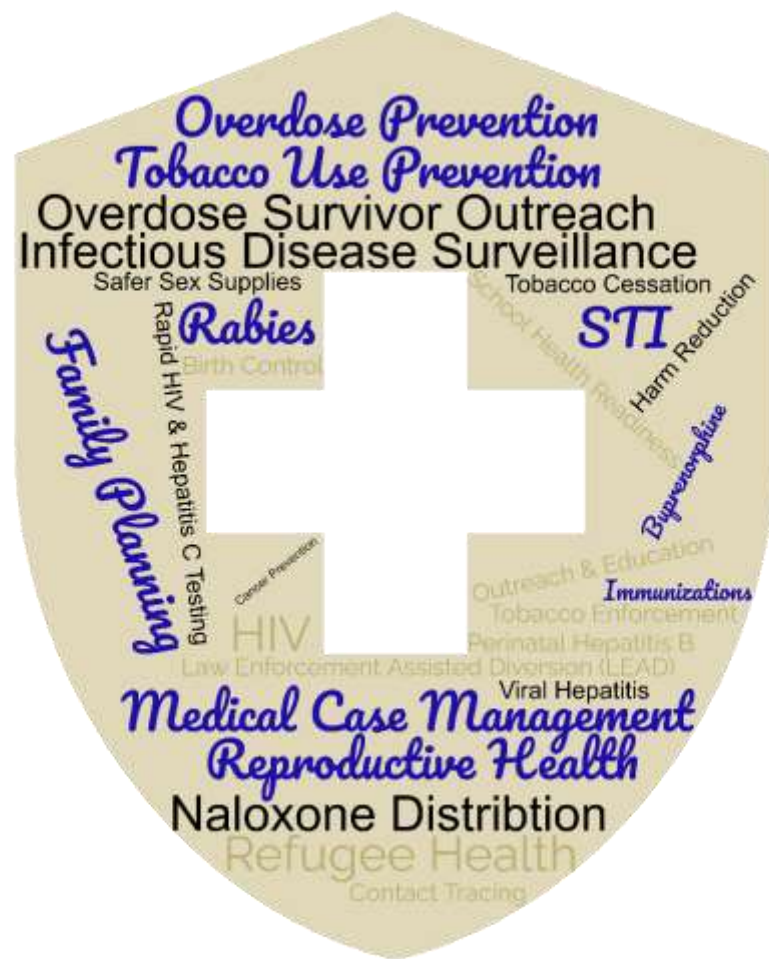 Overdose Prevention
Tobacco Use Prevention
Overdose Survivor Outreach
Infectious Disease Surveillance
Safer Sex Supplies
Tobacco Cessation
Rabies
STI
Birth Control
School Health Readiness
Harm Reduction
Family Planning
Rapid HIV & Hepatitis C Testing
Buprenorphine
Cancer Prevention
Outreach & Education
Immunizations
Tobacco Enforcement
HIV
Perinatal Hepatitis B
Law Enforcement Assisted Diversion (LEAD)
Viral Hepatitis
Medical Case Management
Reproductive Health
Naloxone Distribtion
Refugee Health
Contact Tracing